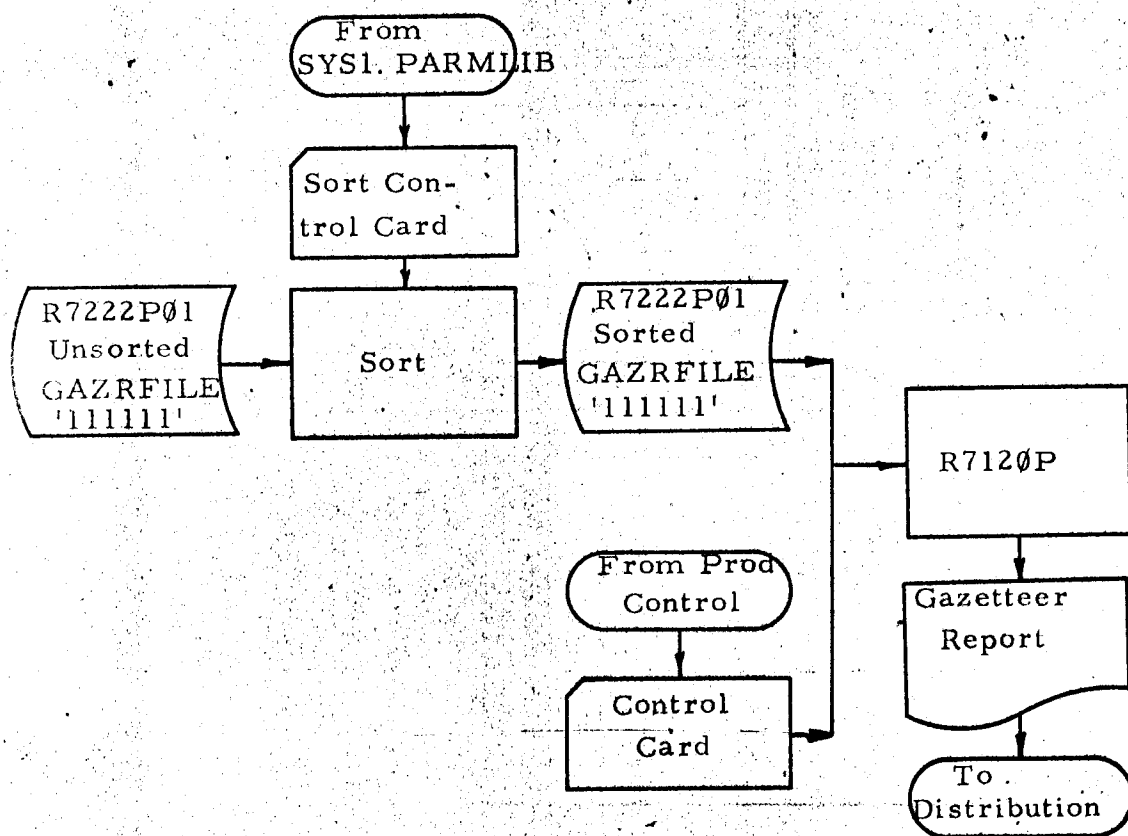 From
SYS1. PARMLIB
Sort Con-
trol Card
R7222PØ1
Unsorted
GAZRFILE
'111111'
Sort
R7222PØ1
Sorted
GAZRFILE
'111111'
R712ØP
From Prod
Control
Control
Card
Gazetteer
Report
To .
Distribution